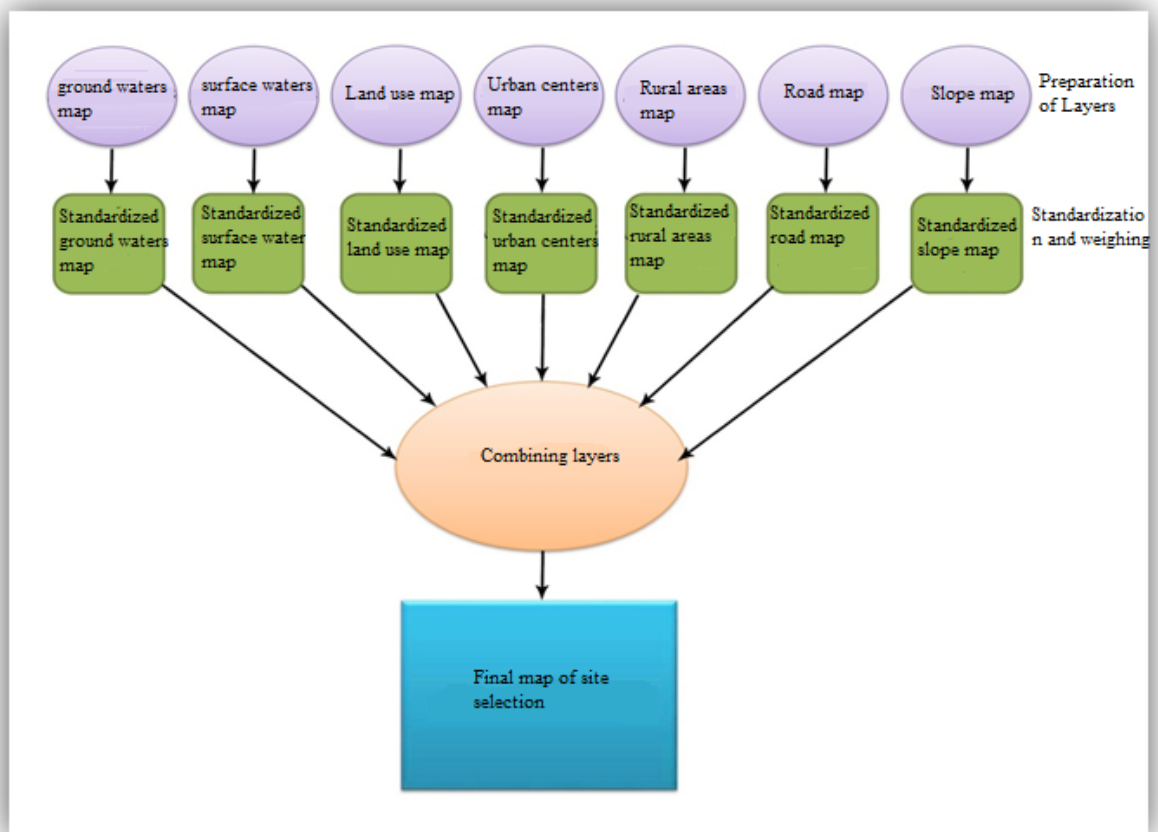 ground waters
map
surface waters
map
Land use map
Urban centers
map
Rural areas
map
Road map
Slope map
Preparation
of Layers
Standardized
ground waters
map
Standardized
surface water
map
Standardized
land use map
Standardized
urban centers
map
Standardized
rural areas
map
Standardized
road map
Standardized
slope map
Standardizatio
n and weighing
Combining layers
Final map of site
selection